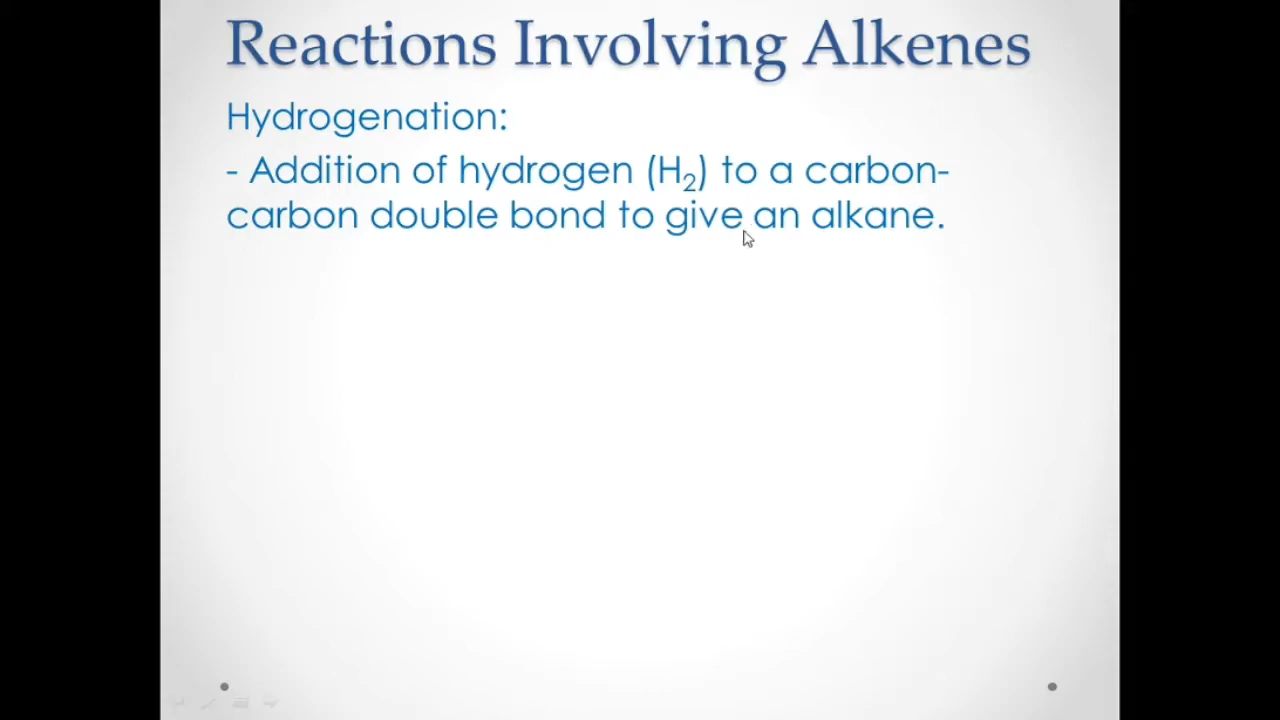 Reactions Involving Alkenes
Hydrogenation:
- Addition of hydrogen (H₂) to a carbon-
carbon double bond to give an alkane.